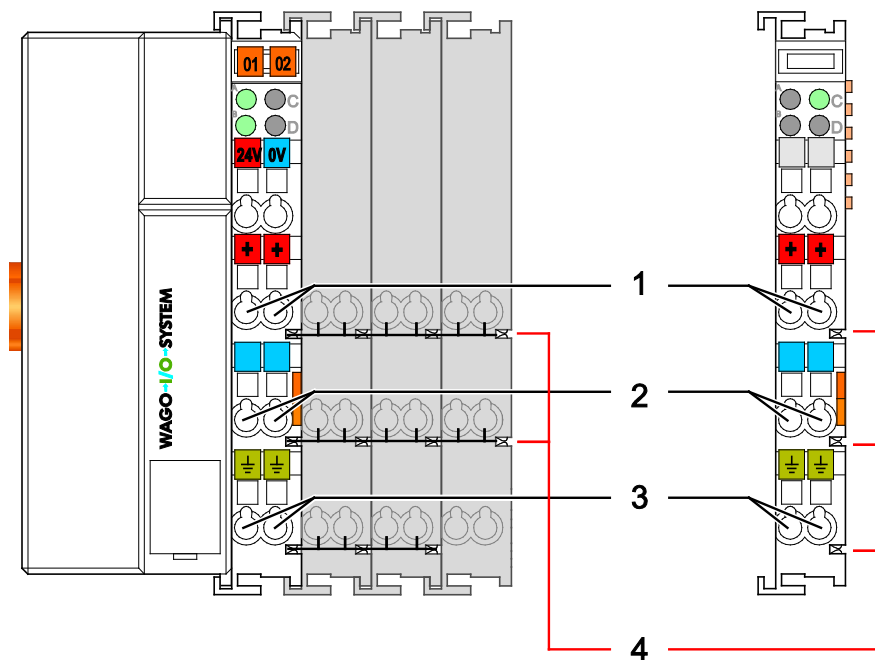 01 02
A C
B D
24V 0V
+ +
WAGO-I/O-SYSTEM
A C
B D
+ +
1
2
3
4